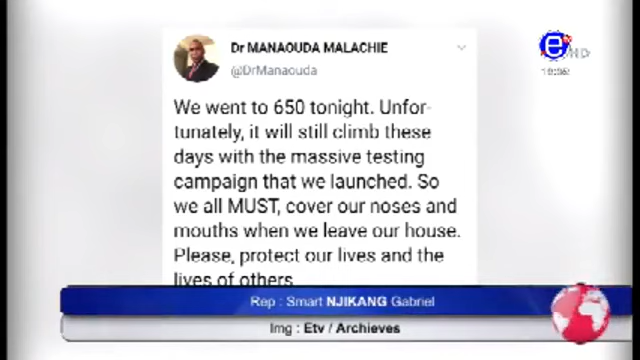 Dr MANAOUDA MALACHIE
@DrManaouda
We went to 650 tonight. Unfor-
tunately, it will still climb these
days with the massive testing
campaign that we launched. So
we all MUST, cover our noses and
mouths when we leave our house.
Please, protect our lives and the
lives of others
Rep : Smart NJIKANG Gabriel
Img : Etv / Archieves